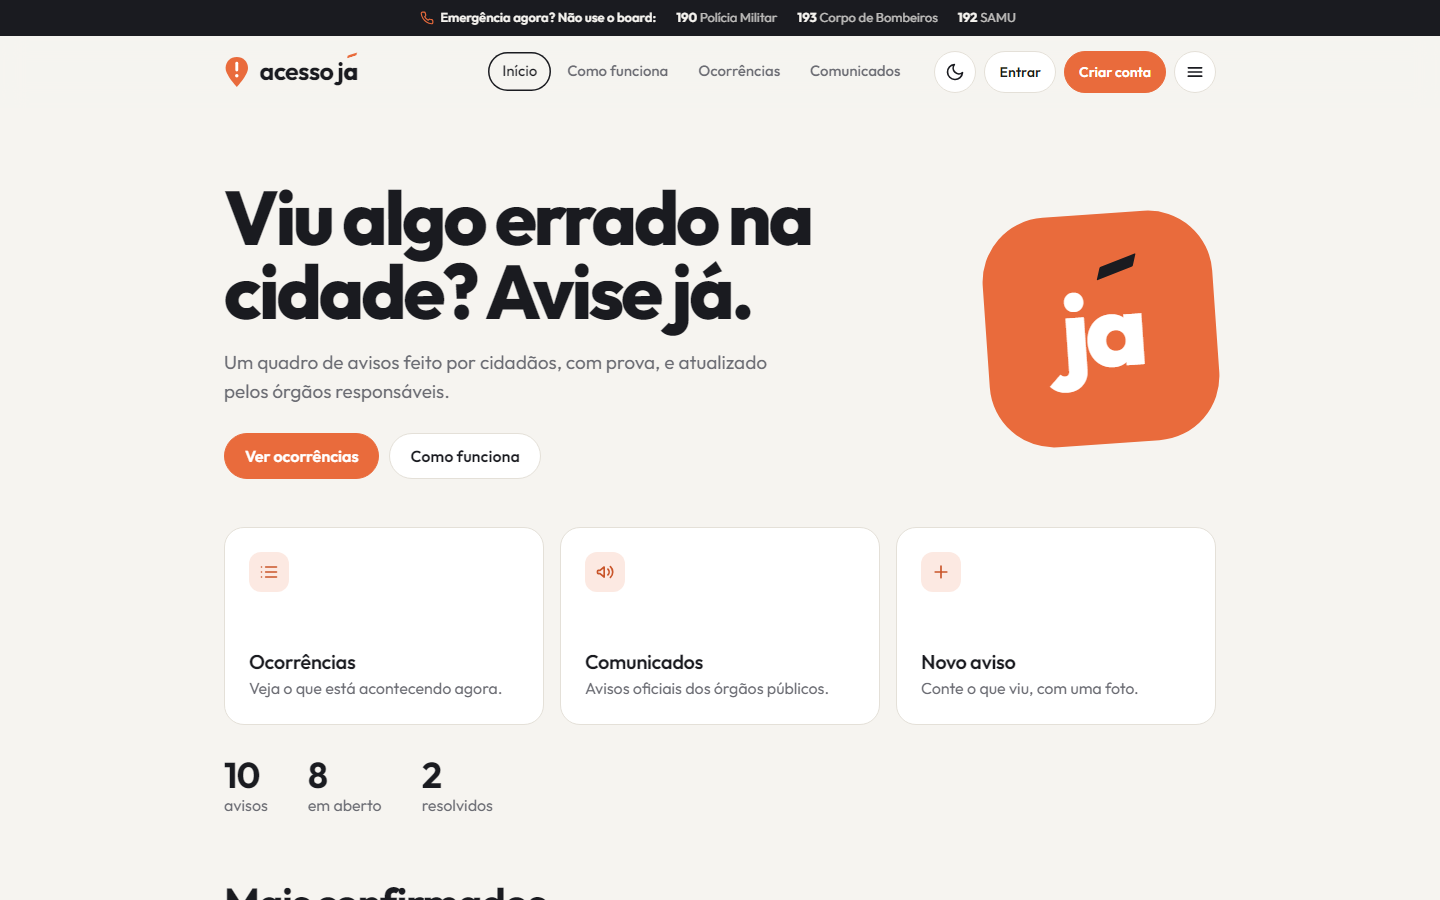 Emergência agora? Não use o board: 190 Polícia Militar 193 Corpo de Bombeiros 192 SAMU
acesso já
Início Como funciona Ocorrências Comunicados Entrar Criar conta
Viu algo errado na
cidade? Avise já.
Um quadro de avisos feito por cidadãos, com prova, e atualizado
pelos órgãos responsáveis.
Ver ocorrências Como funciona
já
Ocorrências
Veja o que está acontecendo agora.
Comunicados
Avisos oficiais dos órgãos públicos.
Novo aviso
Conte o que viu, com uma foto.
10 8 2
avisos em aberto resolvidos
Mais confirmados